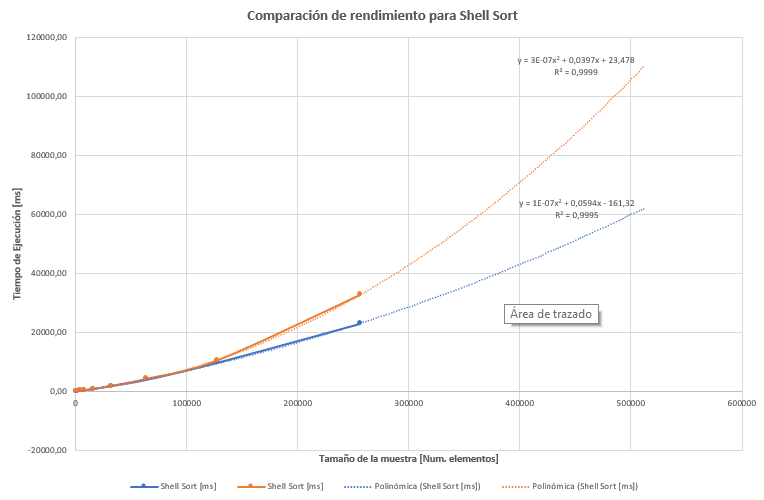 Comparación de rendimiento para Shell Sort
120000,00
100000,00
80000,00
60000,00
40000,00
20000,00
0,00
-20000,00
Tiempo de Ejecución [ms]
y = 3E-07x² + 0,0397x + 23,478
R² = 0,9999
y = 1E-07x² + 0,0594x - 161,32
R² = 0,9995
Área de trazado
0
100000
200000
300000
400000
500000
600000
Tamaño de la muestra [Num. elementos]
Shell Sort [ms]
Shell Sort [ms]
Polinómica (Shell Sort [ms])
Polinómica (Shell Sort [ms])